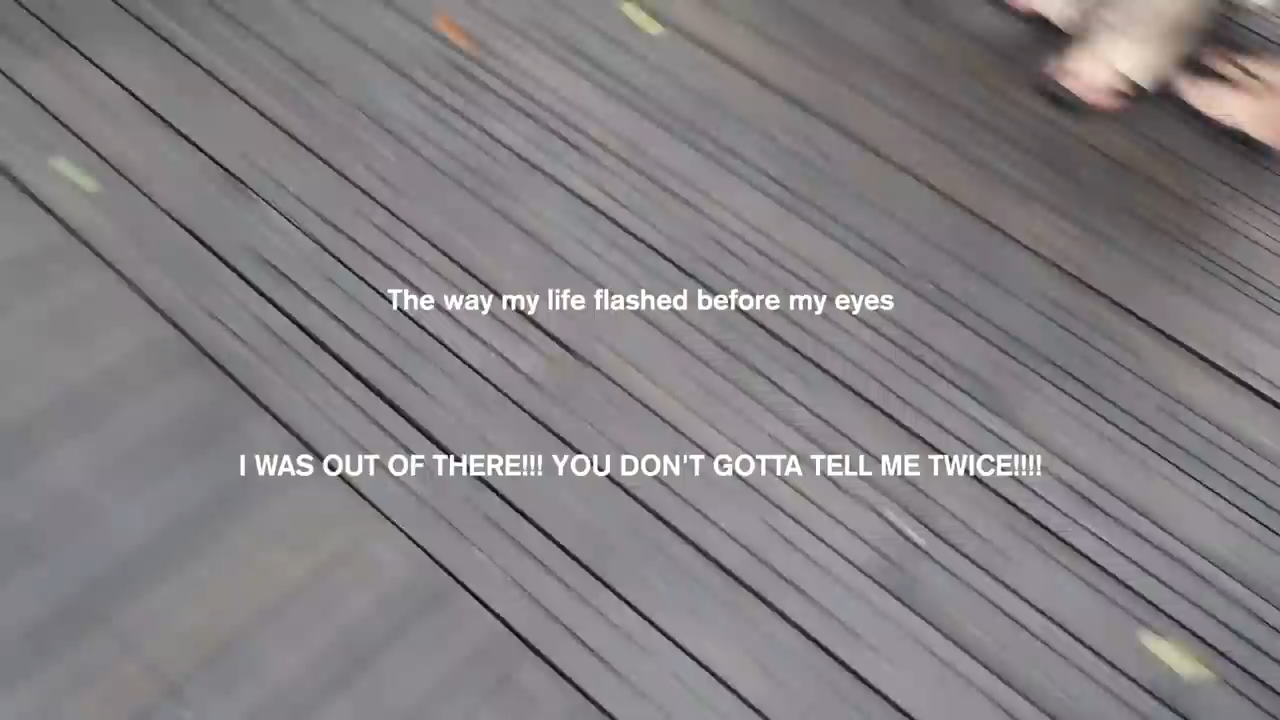 The way my life flashed before my eyes
I WAS OUT OF THERE!!! YOU DON'T GOTTA TELL ME TWICE!!!!